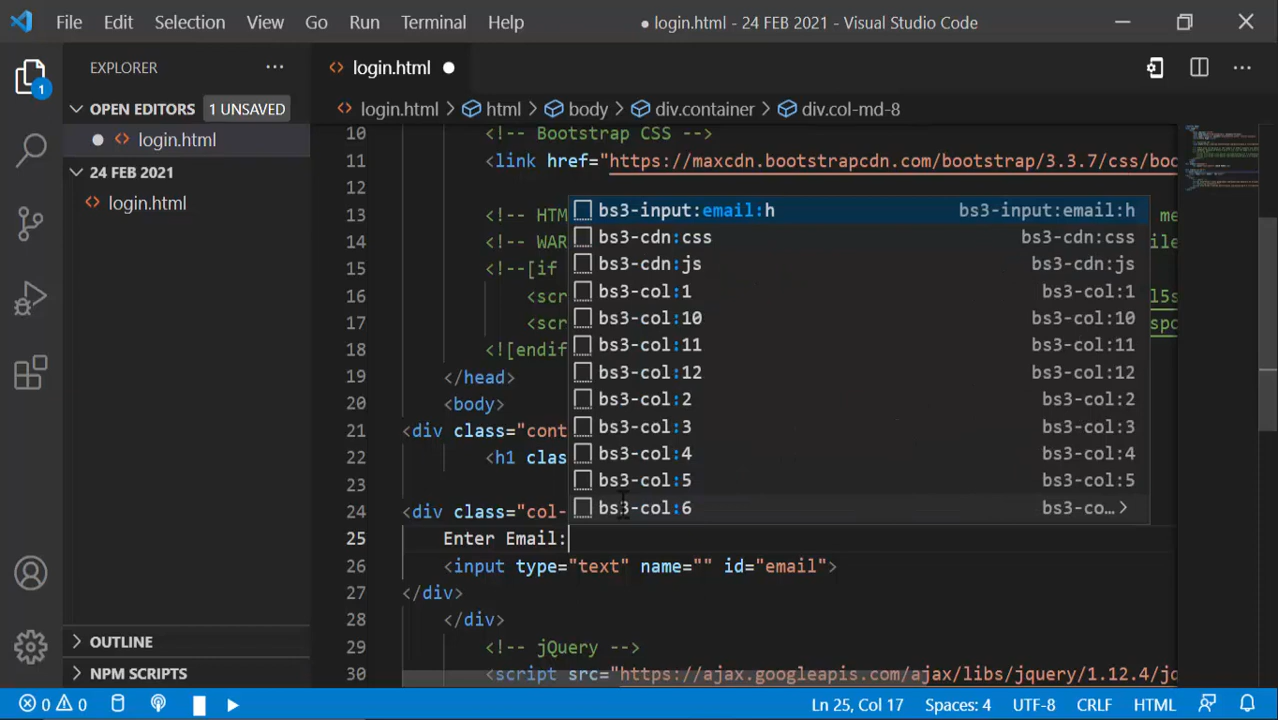 File Edit Selection View Go Run Terminal Help
● login.html - 24 FEB 2021 - Visual Studio Code
EXPLORER
login.html
1
OPEN EDITORS 1 UNSAVED
login.html
24 FEB 2021
login.html
OUTLINE
NPM SCRIPTS
login.html > html > body > div.container > div.col-md-8
10 <!-- Bootstrap CSS -->
11 <link href="https://maxcdn.bootstrapcdn.com/bootstrap/3.3.7/css/boo
12
13 <!-- HTM me
14 <!-- WAR ile
15 <!--[if
16 <scr l5s
17 <scr spc
18 <![endif
19 </head>
20 <body>
21 <div class="cont
22 <h1 clas
23
24 <div class="col-
25 Enter Email:
26 <input type="text" name="" id="email">
27 </div>
28 </div>
29 <!-- jQuery -->
30 <script src="https://ajax.googleapis.com/ajax/libs/jquery/1.12.4/jq
bs3-input:email:h bs3-input:email:h
bs3-cdn:css bs3-cdn:css
bs3-cdn:js bs3-cdn:js
bs3-col:1 bs3-col:1
bs3-col:10 bs3-col:10
bs3-col:11 bs3-col:11
bs3-col:12 bs3-col:12
bs3-col:2 bs3-col:2
bs3-col:3 bs3-col:3
bs3-col:4 bs3-col:4
bs3-col:5 bs3-col:5
bs3-col:6 bs3-co…>
0 0 Ln 25, Col 17 Spaces: 4 UTF-8 CRLF HTML